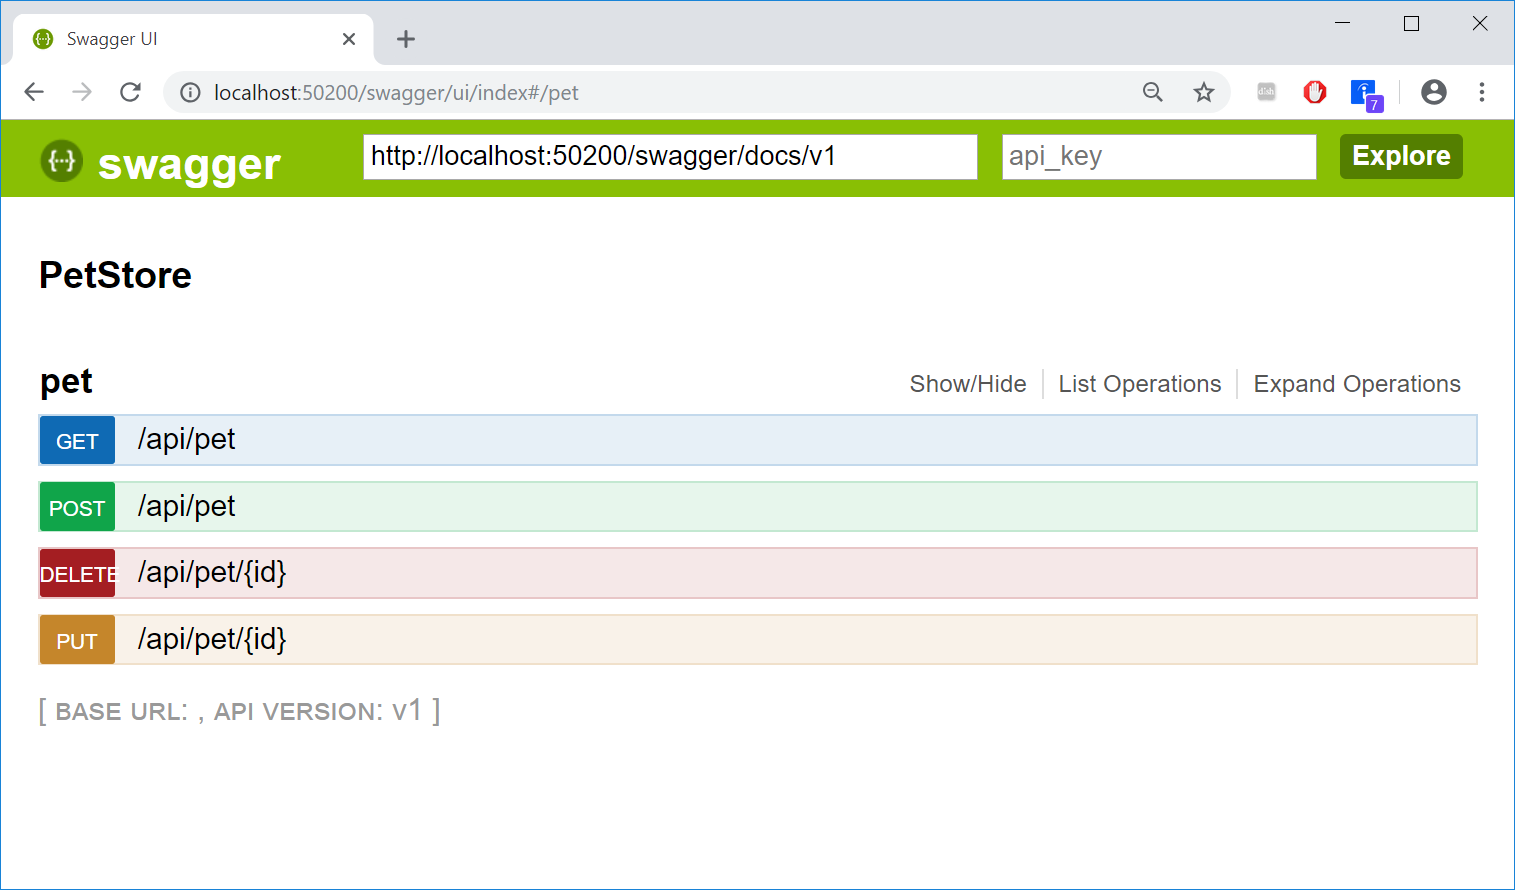 Swagger UI
localhost:50200/swagger/ui/index#/pet
dish
7
{···} swagger
http://localhost:50200/swagger/docs/v1
api_key
Explore
PetStore
pet
Show/Hide
List Operations
Expand Operations
GET /api/pet
POST /api/pet
DELETE /api/pet/{id}
PUT /api/pet/{id}
[ BASE URL: , API VERSION: v1 ]